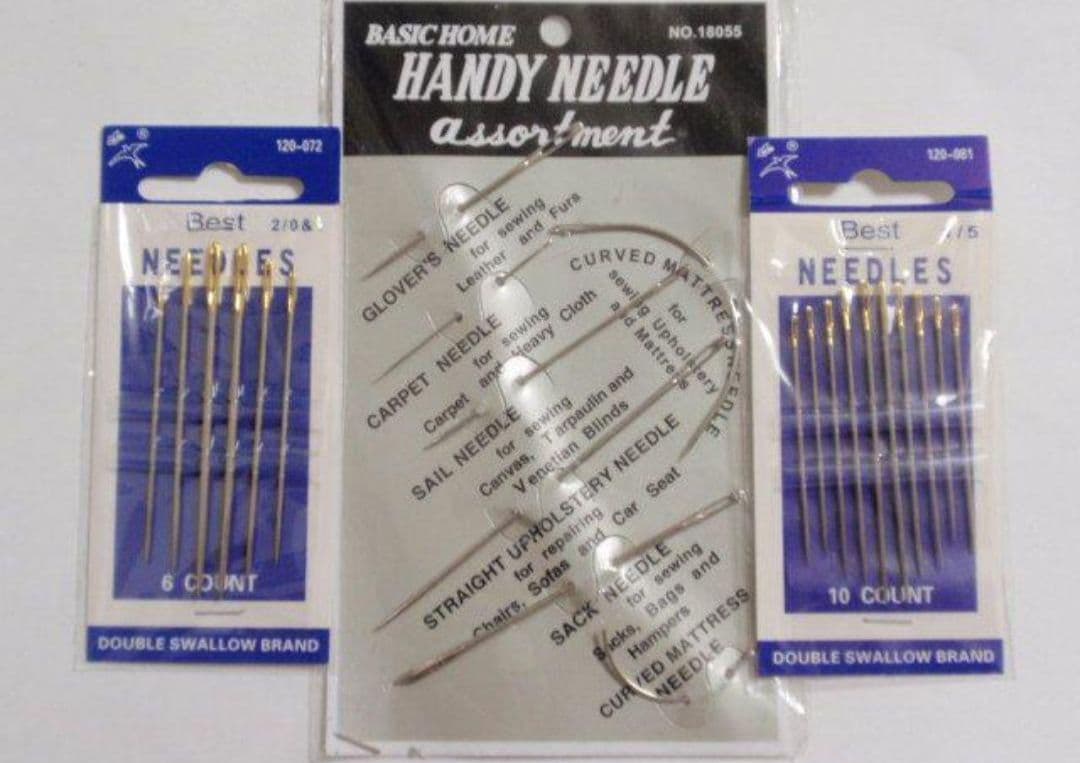 120-072
Best 2/0 &
NEEDLES
6 COUNT
DOUBLE SWALLOW BRAND
BASIC HOME NO.18055
HANDY NEEDLE
assortment
GLOVER'S NEEDLE
for sewing
Leather and Furs
CURVED MATTRESS NEEDLE
for
sewing Upholstery
and Mattress
CARPET NEEDLE
for sewing
Carpet and Heavy Cloth
SAIL NEEDLE
for sewing
Canvas, Tarpaulin and
Venetian Blinds
STRAIGHT UPHOLSTERY NEEDLE
for repairing
Chairs, Sofas and Car Seat
SACK NEEDLE
for sewing
Sacks, Bags and
Hampers
CURVED MATTRESS
NEEDLE
120-081
Best /5
NEEDLES
10 COUNT
DOUBLE SWALLOW BRAND